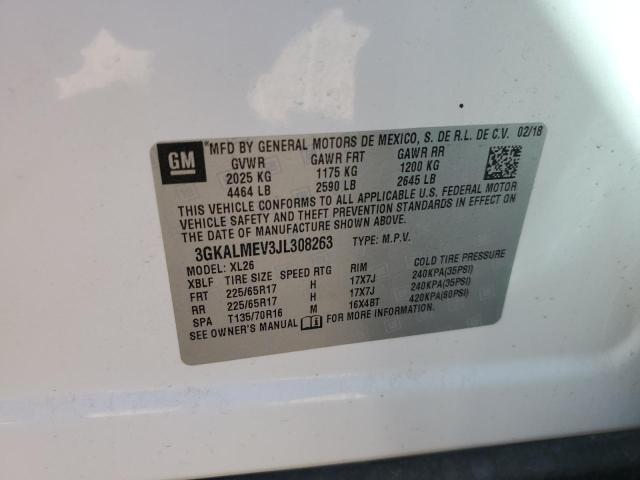 GM
*MFD BY GENERAL MOTORS DE MEXICO, S. DE R.L. DE C.V. 02/18
GVWR GAWR FRT GAWR RR
2025 KG 1175 KG 1200 KG
4464 LB 2590 LB 2645 LB
THIS VEHICLE CONFORMS TO ALL APPLICABLE U.S. FEDERAL MOTOR
VEHICLE SAFETY AND THEFT PREVENTION STANDARDS IN EFFECT ON
THE DATE OF MANUFACTURE SHOWN ABOVE.
3GKALMEV3JL308263 TYPE: M.P.V.
MODEL: XL26
XBLF TIRE SIZE SPEED RTG RIM COLD TIRE PRESSURE
FRT 225/65R17 H 17X7J 240KPA(35PSI)
RR 225/65R17 H 17X7J 240KPA(35PSI)
SPA T135/70R16 M 16X4BT 420KPA(60PSI)
SEE OWNER'S MANUAL FOR MORE INFORMATION.